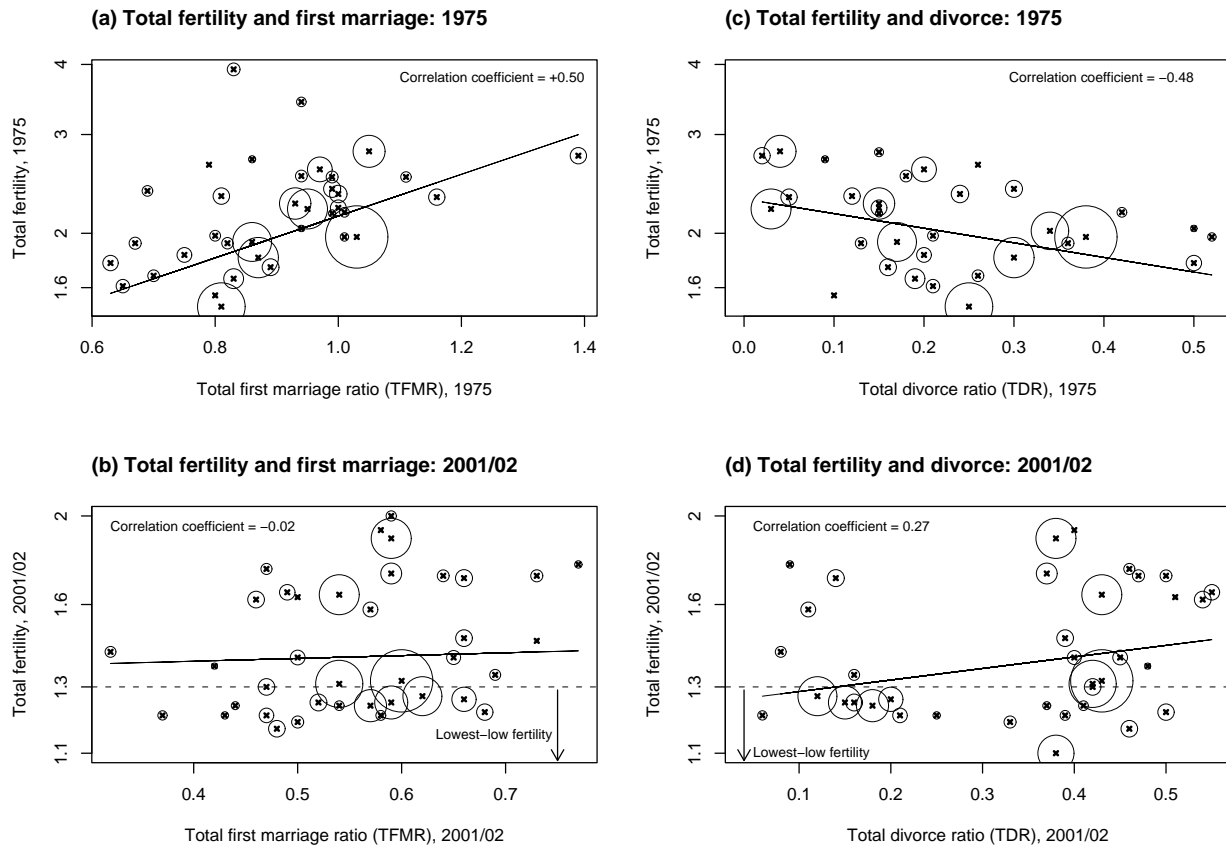 (a) Total fertility and first marriage: 1975
Correlation coefficient = +0.50
Total fertility, 1975
4
3
2
1.6
0.6 0.8 1.0 1.2 1.4
Total first marriage ratio (TFMR), 1975
(c) Total fertility and divorce: 1975
Correlation coefficient = −0.48
Total fertility, 1975
4
3
2
1.6
0.0 0.1 0.2 0.3 0.4 0.5
Total divorce ratio (TDR), 1975
(b) Total fertility and first marriage: 2001/02
Correlation coefficient = −0.02
Total fertility, 2001/02
2
1.6
1.3
1.1
Lowest−low fertility
0.4 0.5 0.6 0.7
Total first marriage ratio (TFMR), 2001/02
(d) Total fertility and divorce: 2001/02
Correlation coefficient = 0.27
Total fertility, 2001/02
2
1.6
1.3
1.1
Lowest−low fertility
0.1 0.2 0.3 0.4 0.5
Total divorce ratio (TDR), 2001/02